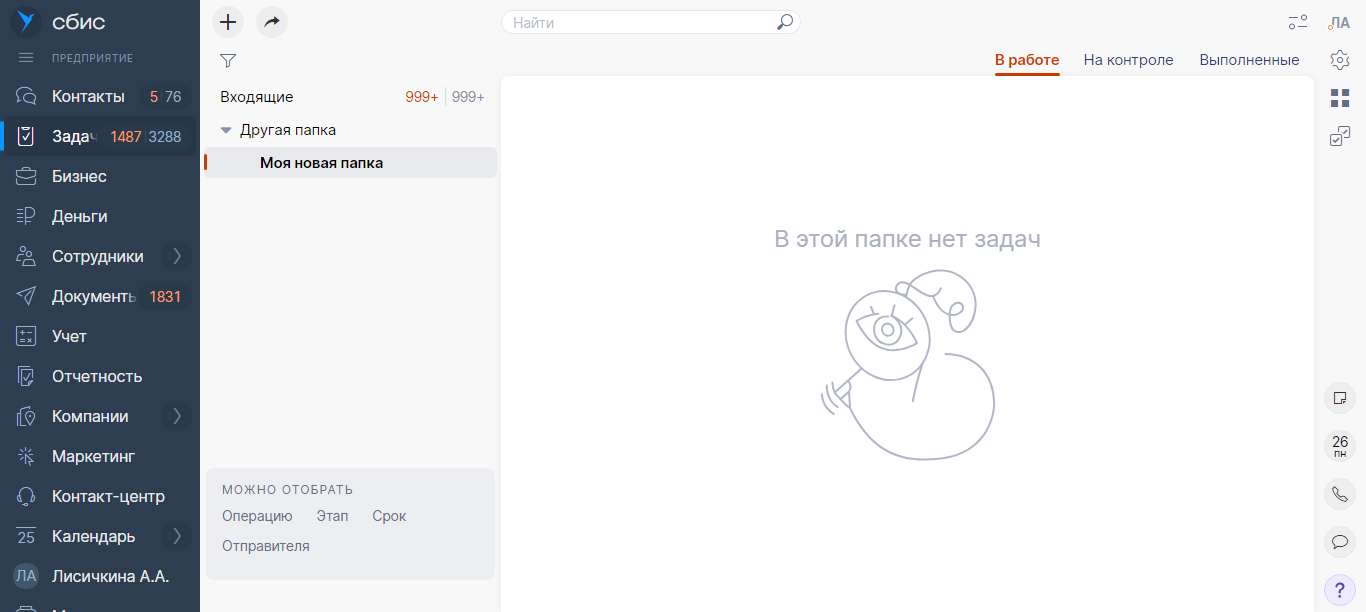 сбис
Найти
ЛА
ПРЕДПРИЯТИЕ
В работе На контроле Выполненные
Контакты 5 76
Входящие 999+ 999+
Задач 1487 3288
Другая папка
Моя новая папка
Бизнес
Деньги
В этой папке нет задач
Сотрудники
Документы 1831
Учет
Отчетность
Компании
26
ПН
Маркетинг
МОЖНО ОТОБРАТЬ
Контакт-центр
Операцию Этап Срок
25 Календарь
Отправителя
ЛА Лисичкина А.А.
?